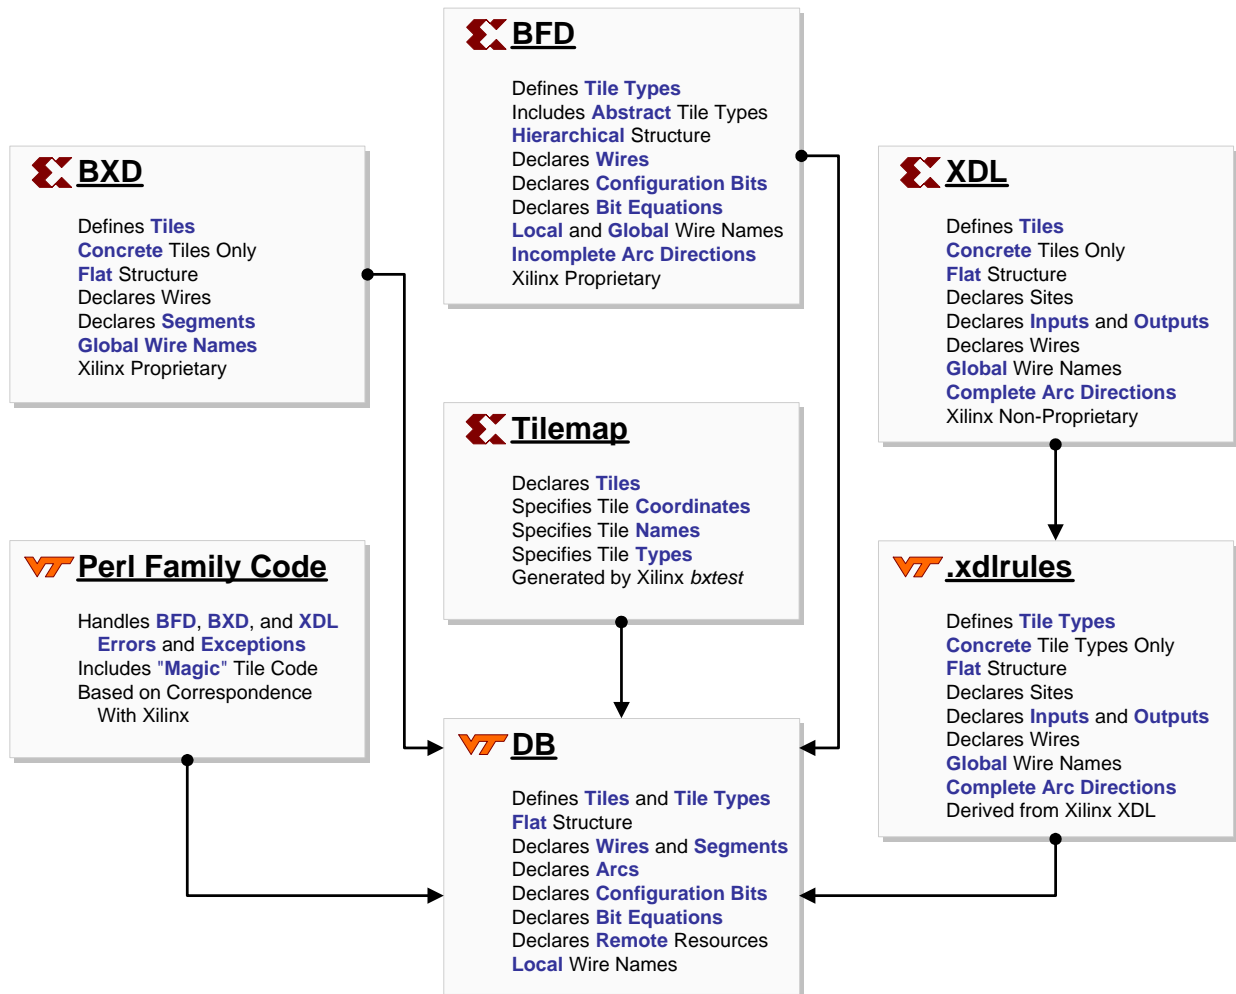 BFD
Defines Tile Types
Includes Abstract Tile Types
Hierarchical Structure
Declares Wires
Declares Configuration Bits
Declares Bit Equations
Local and Global Wire Names
Incomplete Arc Directions
Xilinx Proprietary
BXD
Defines Tiles
Concrete Tiles Only
Flat Structure
Declares Wires
Declares Segments
Global Wire Names
Xilinx Proprietary
XDL
Defines Tiles
Concrete Tiles Only
Flat Structure
Declares Sites
Declares Inputs and Outputs
Declares Wires
Global Wire Names
Complete Arc Directions
Xilinx Non-Proprietary
Tilemap
Declares Tiles
Specifies Tile Coordinates
Specifies Tile Names
Specifies Tile Types
Generated by Xilinx bxtest
VT Perl Family Code
Handles BFD, BXD, and XDL
Errors and Exceptions
Includes "Magic" Tile Code
Based on Correspondence
With Xilinx
VT .xdlrules
Defines Tile Types
Concrete Tile Types Only
Flat Structure
Declares Sites
Declares Inputs and Outputs
Declares Wires
Global Wire Names
Complete Arc Directions
Derived from Xilinx XDL
VT DB
Defines Tiles and Tile Types
Flat Structure
Declares Wires and Segments
Declares Arcs
Declares Configuration Bits
Declares Bit Equations
Declares Remote Resources
Local Wire Names